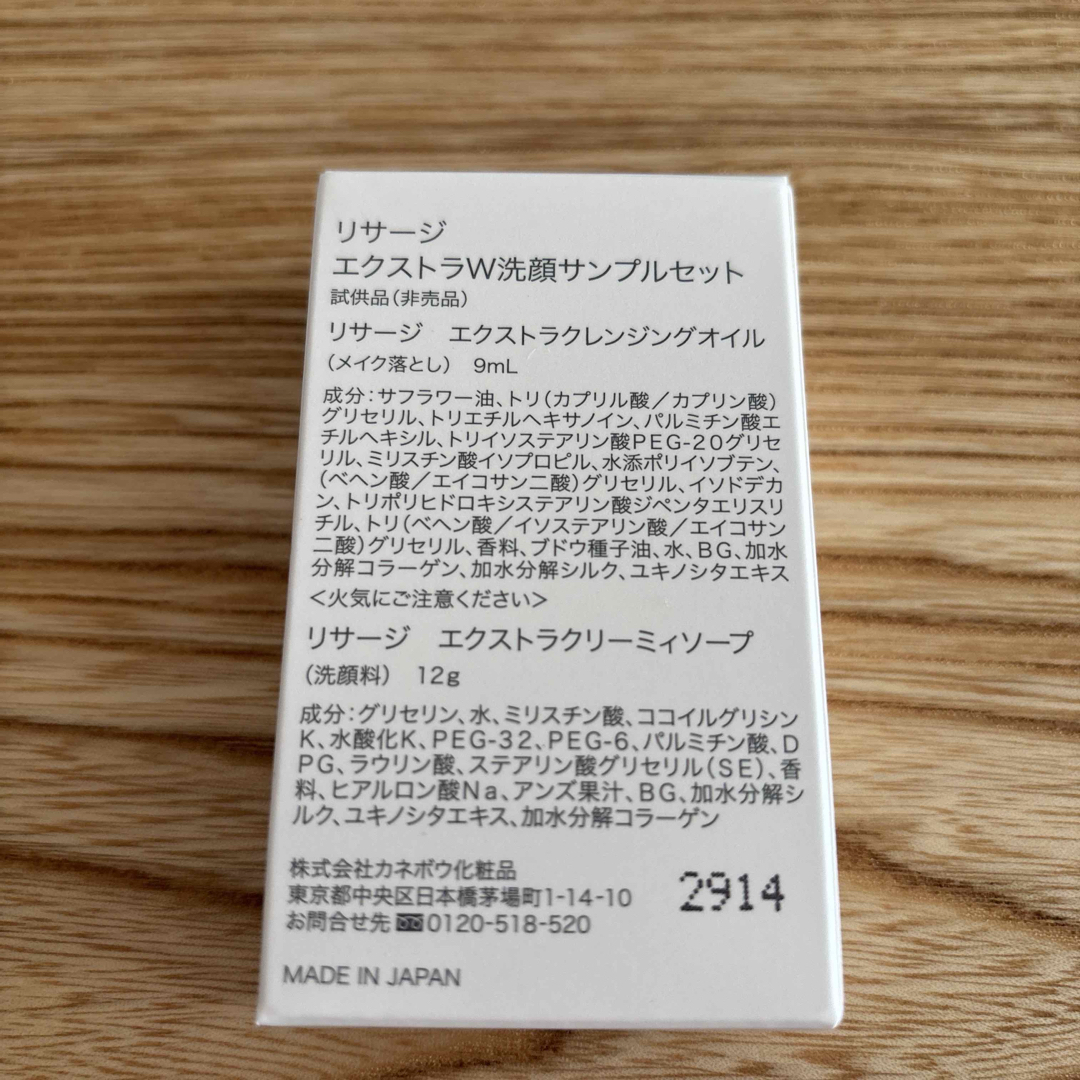 リサージ
エクストラW洗顔サンプルセット
試供品(非売品)
リサージ　エクストラクレンジングオイル
(メイク落とし)　9mL
成分:サフラワー油、トリ(カプリル酸/カプリン酸)
グリセリル、トリエチルヘキサノイン、パルミチン酸エ
チルヘキシル、トリイソステアリン酸PEG-20グリセ
リル、ミリスチン酸イソプロピル、水添ポリイソブテン、
(ベヘン酸/エイコサン二酸)グリセリル、イソドデカ
ン、トリポリヒドロキシステアリン酸ジペンタエリスリ
チル、トリ(ベヘン酸/イソステアリン酸/エイコサン
二酸)グリセリル、香料、ブドウ種子油、水、BG、加水
分解コラーゲン、加水分解シルク、ユキノシタエキス
<火気にご注意ください>
リサージ　エクストラクリーミィソープ
(洗顔料)　12g
成分:グリセリン、水、ミリスチン酸、ココイルグリシン
K、水酸化K、PEG-32、PEG-6、パルミチン酸、D
PG、ラウリン酸、ステアリン酸グリセリル(SE)、香
料、ヒアルロン酸Na、アンズ果汁、BG、加水分解シ
ルク、ユキノシタエキス、加水分解コラーゲン
株式会社カネボウ化粧品
東京都中央区日本橋茅場町1-14-10
お問合せ先 0120-518-520
2914
MADE IN JAPAN